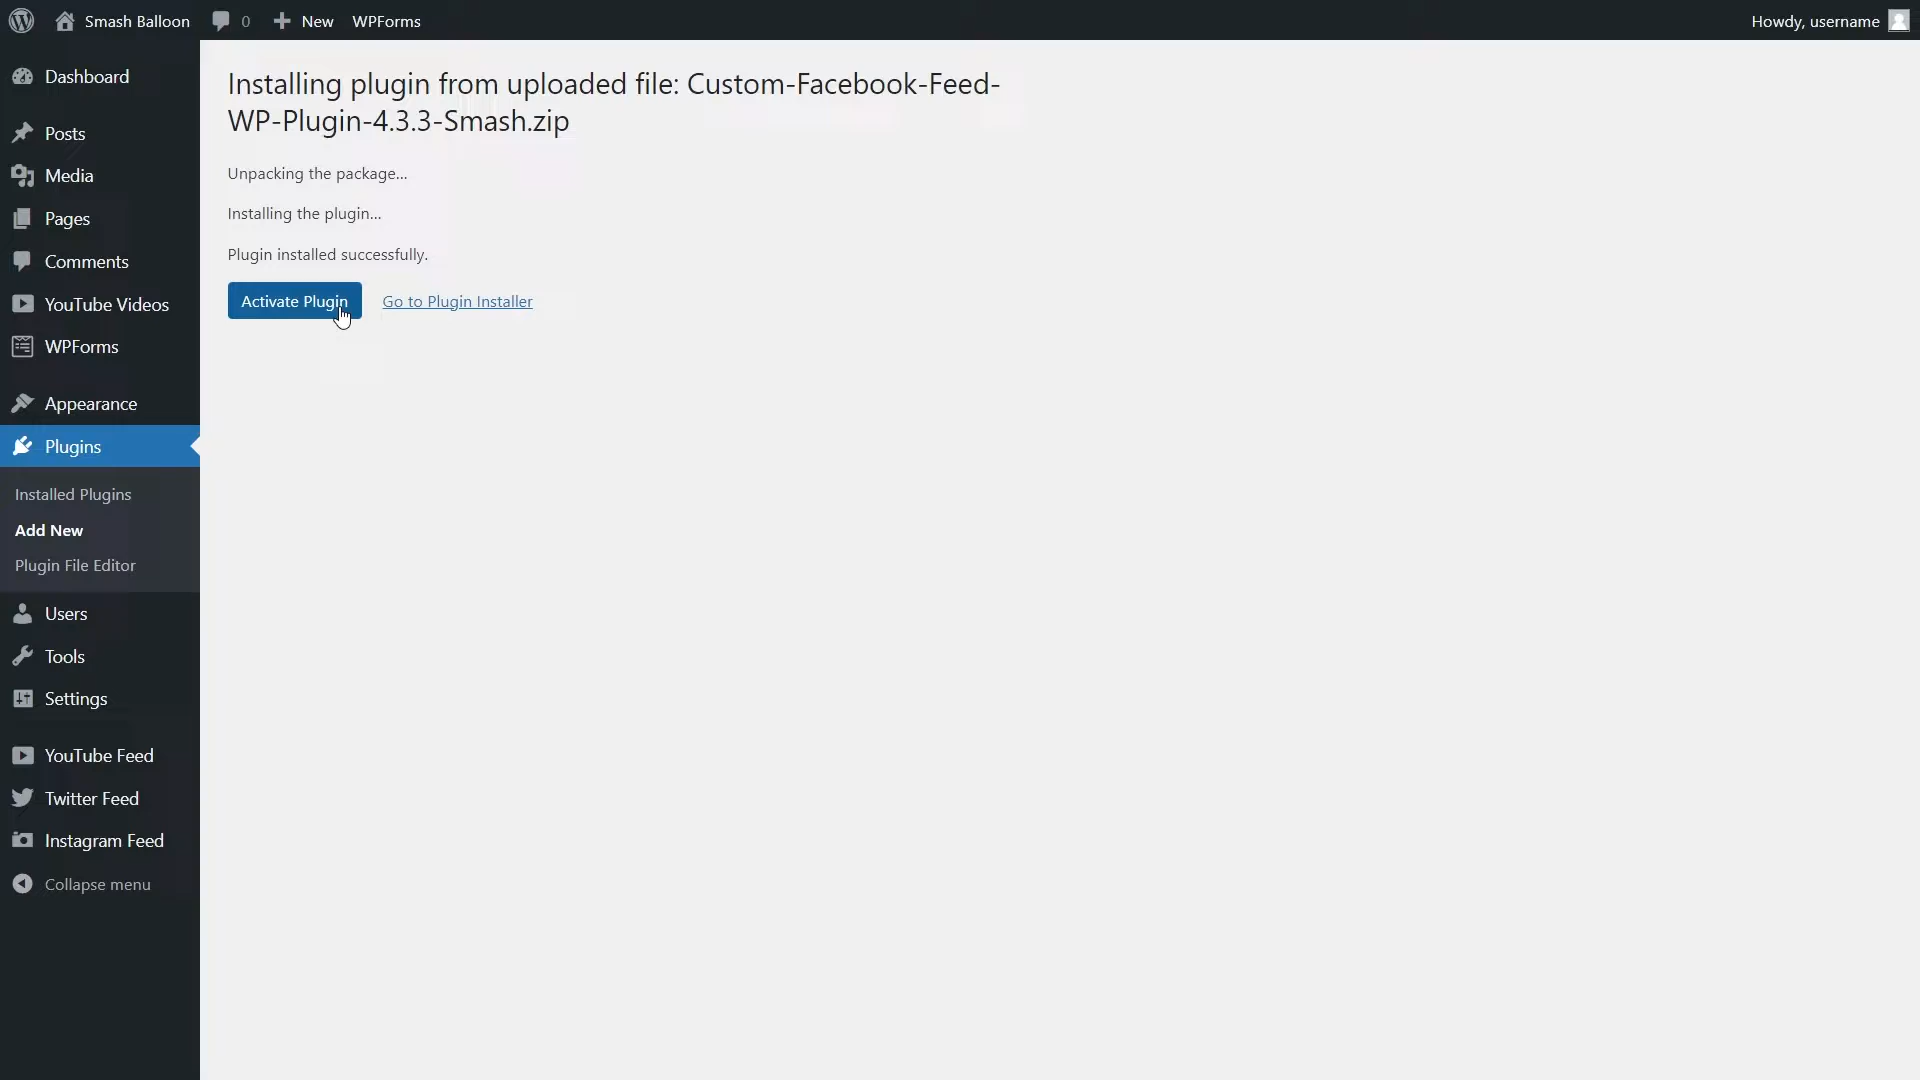 Smash Balloon 0 New WPForms Howdy, username
Dashboard
Posts
Media
Pages
Comments
YouTube Videos
WPForms
Appearance
Plugins
Installed Plugins
Add New
Plugin File Editor
Users
Tools
Settings
YouTube Feed
Twitter Feed
Instagram Feed
Collapse menu
Installing plugin from uploaded file: Custom-Facebook-Feed-
WP-Plugin-4.3.3-Smash.zip
Unpacking the package...
Installing the plugin...
Plugin installed successfully.
Activate Plugin Go to Plugin Installer